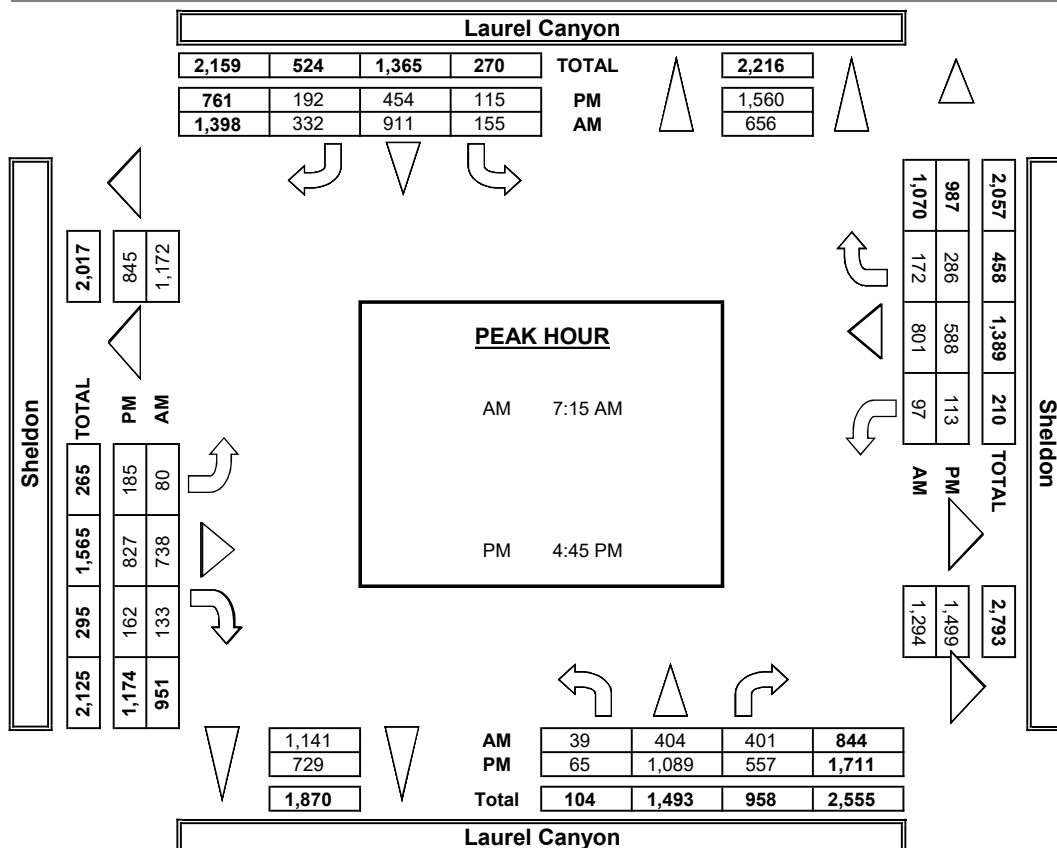 Laurel Canyon
2,159 524 1,365 270 TOTAL 2,216
761 192 454 115 PM 1,560
1,398 332 911 155 AM 656
Sheldon
2,017
845
1,172
TOTAL
265 1,565 295 2,125
PM
185 827 162 1,174
AM
80 738 133 951
PEAK HOUR
AM 7:15 AM
PM 4:45 PM
2,057 458 1,389 210 TOTAL 2,793
987 286 588 113 PM 1,499
1,070 172 801 97 AM 1,294
Sheldon
1,141 AM 39 404 401 844
729 PM 65 1,089 557 1,711
1,870 Total 104 1,493 958 2,555
Laurel Canyon